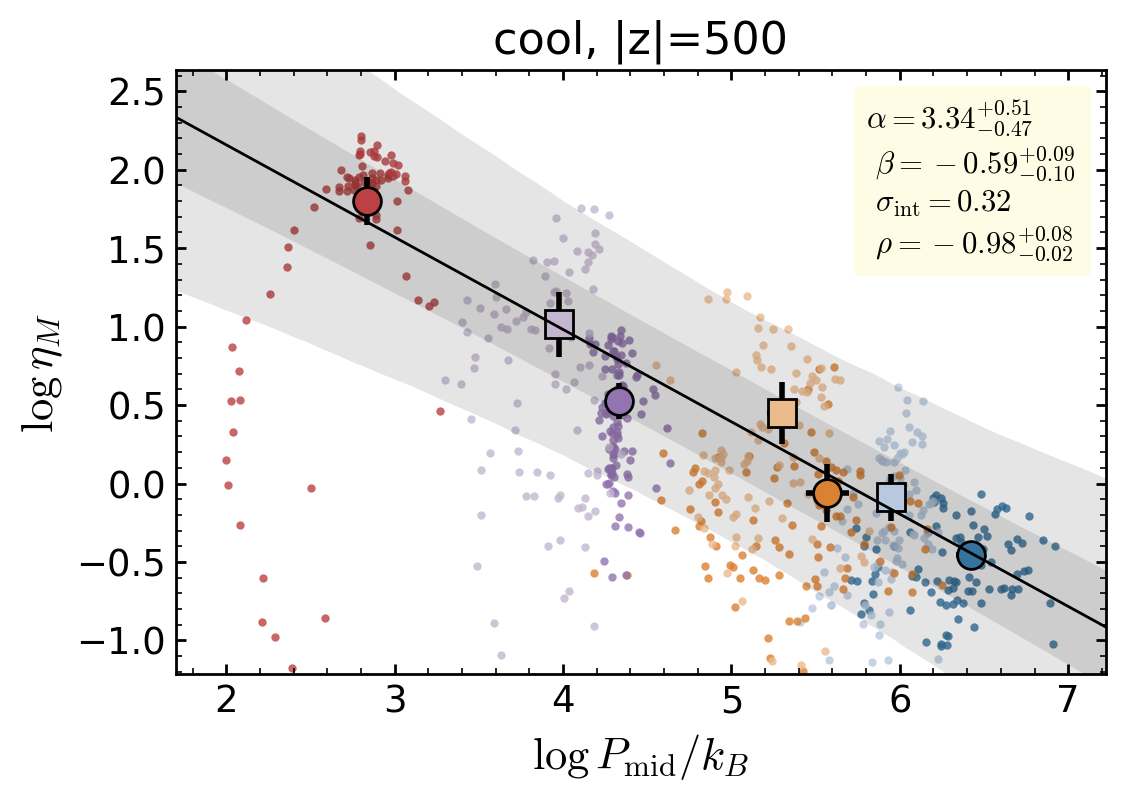 cool, |z|=500
α = 3.34^{+0.51}_{−0.47}
β = −0.59^{+0.09}_{−0.10}
σ_int = 0.32
ρ = −0.98^{+0.08}_{−0.02}
2.5
2.0
1.5
1.0
0.5
0.0
−0.5
−1.0
log η_M
2 3 4 5 6 7
log P_mid/k_B